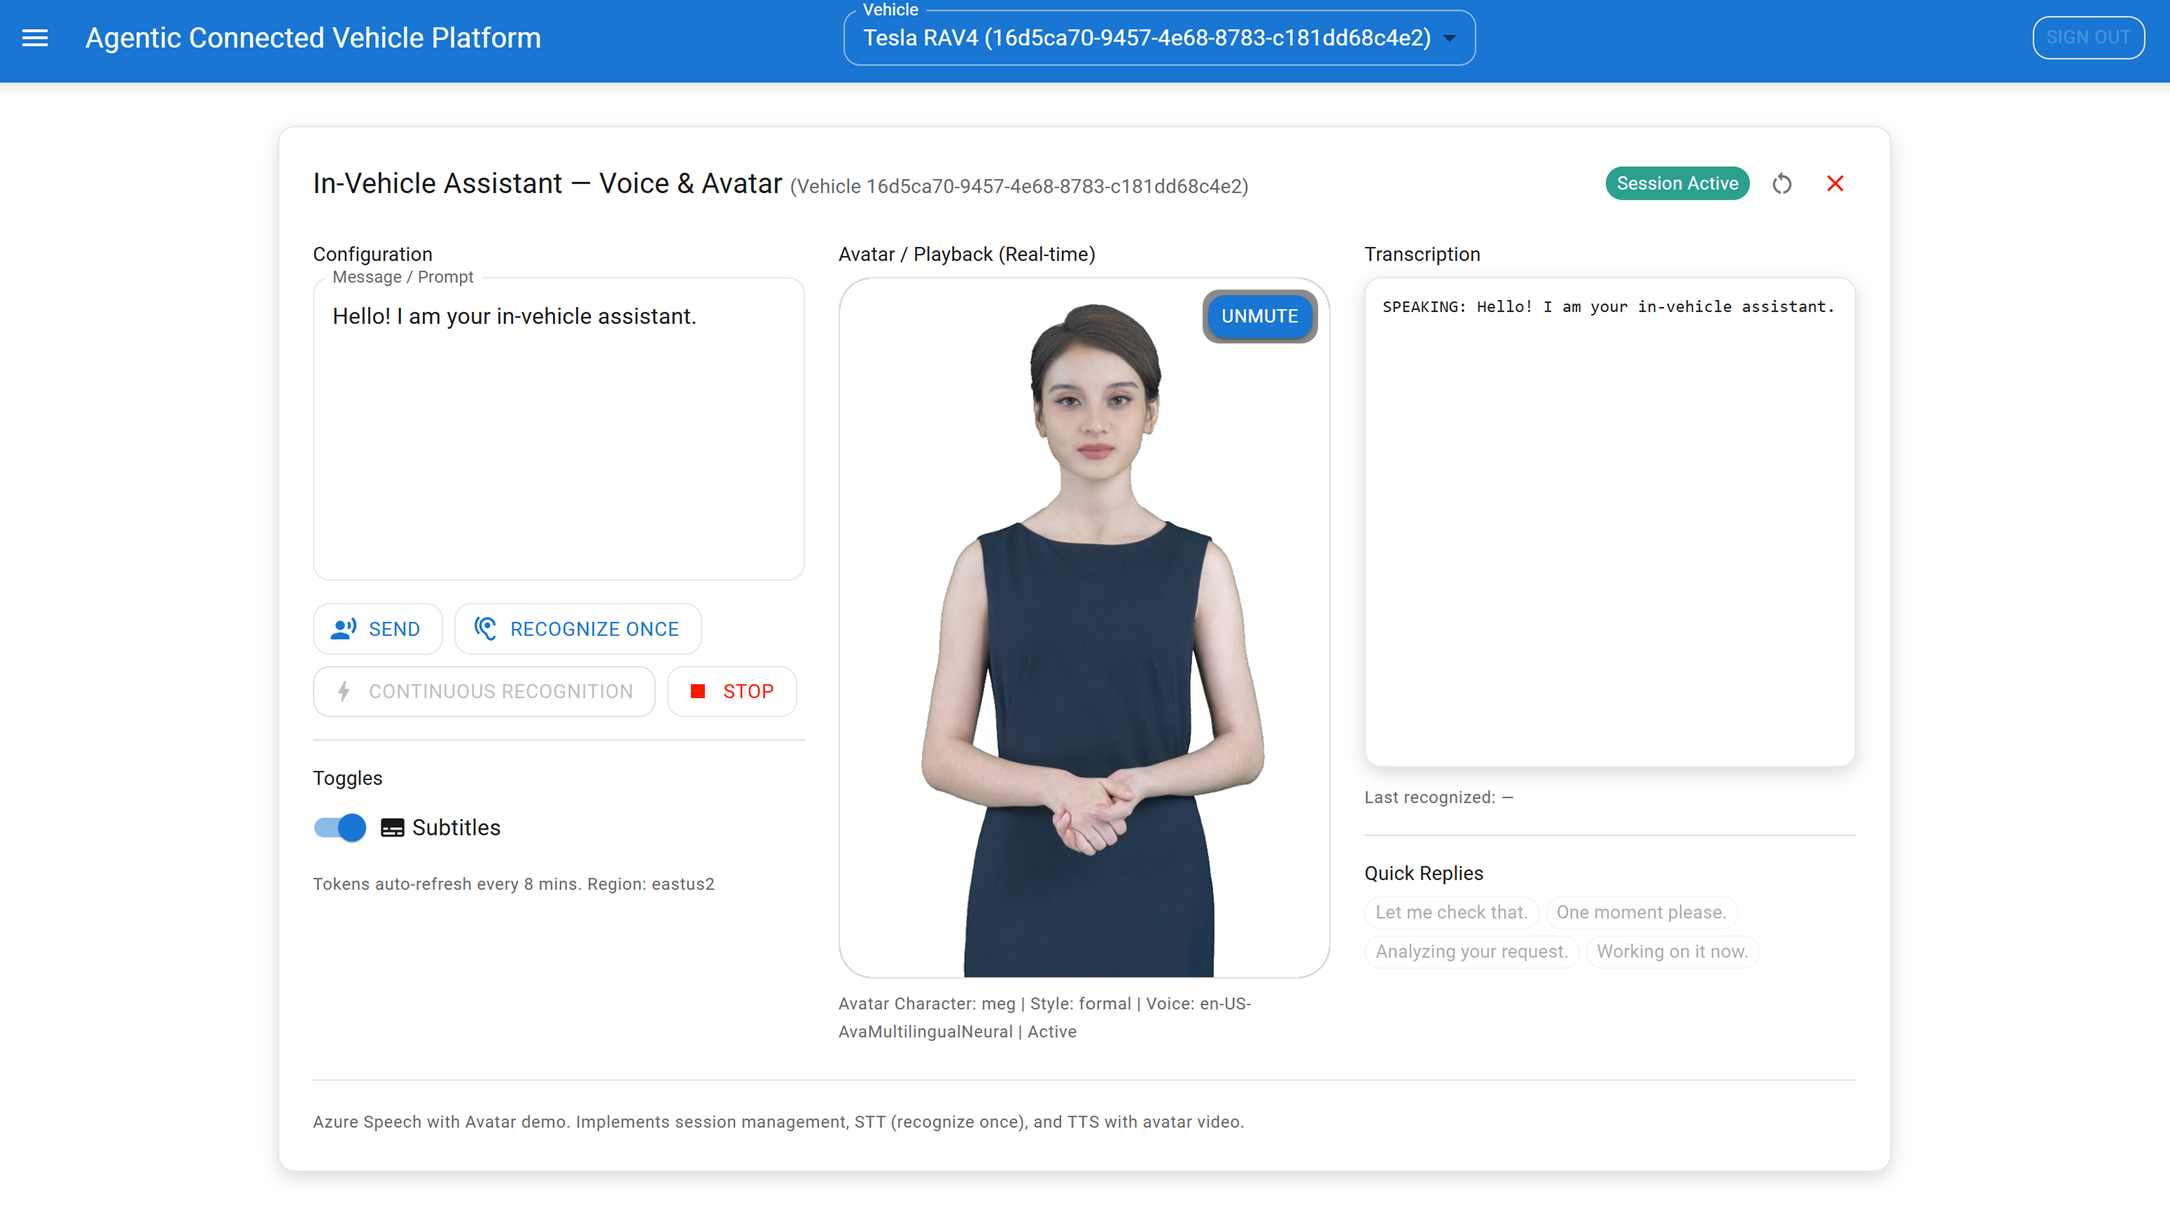 Agentic Connected Vehicle Platform
Vehicle
Tesla RAV4 (16d5ca70-9457-4e68-8783-c181dd68c4e2)
SIGN OUT
In-Vehicle Assistant — Voice & Avatar (Vehicle 16d5ca70-9457-4e68-8783-c181dd68c4e2)
Session Active
Configuration
Message / Prompt
Hello! I am your in-vehicle assistant.
SEND
RECOGNIZE ONCE
CONTINUOUS RECOGNITION
STOP
Toggles
Subtitles
Tokens auto-refresh every 8 mins. Region: eastus2
Avatar / Playback (Real-time)
UNMUTE
Avatar Character: meg | Style: formal | Voice: en-US-
AvaMultilingualNeural | Active
Transcription
SPEAKING: Hello! I am your in-vehicle assistant.
Last recognized: —
Quick Replies
Let me check that.
One moment please.
Analyzing your request.
Working on it now.
Azure Speech with Avatar demo. Implements session management, STT (recognize once), and TTS with avatar video.